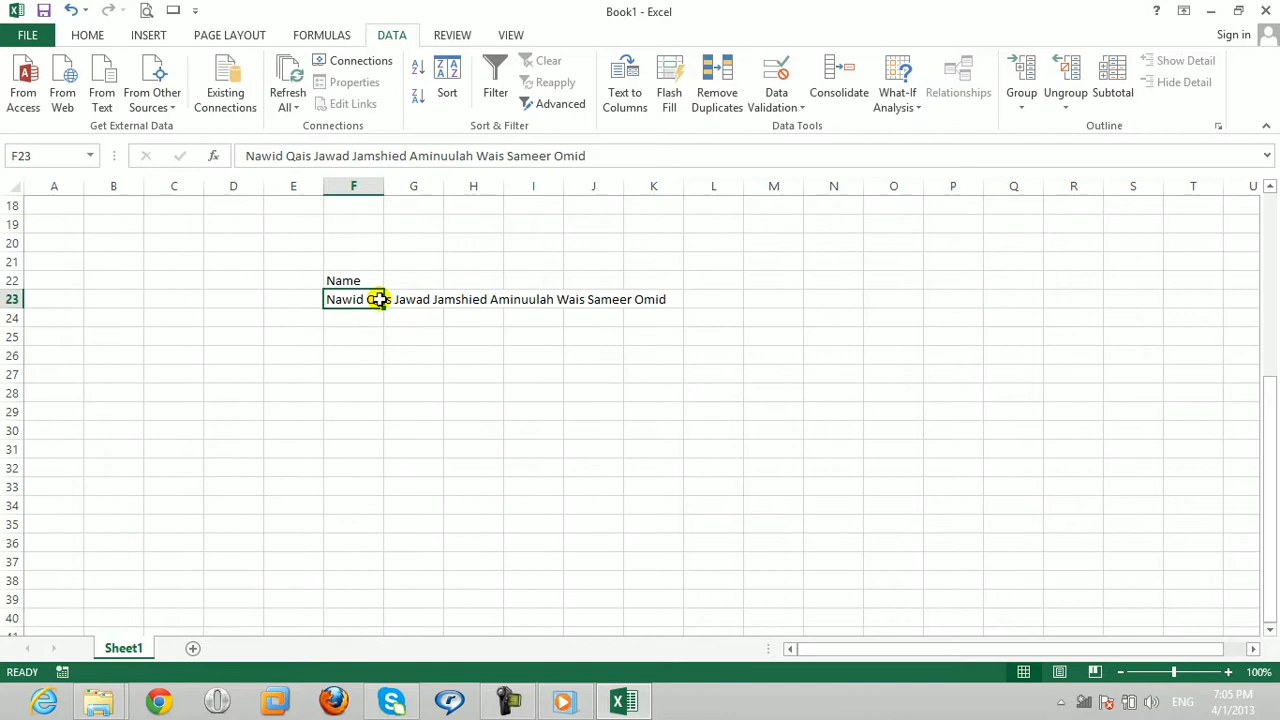 Book1 - Excel
FILE HOME INSERT PAGE LAYOUT FORMULAS DATA REVIEW VIEW Sign in
From Access
From Web
From Text
From Other Sources
Existing Connections
Get External Data
Refresh All
Connections
Properties
Edit Links
Connections
Sort
Filter
Clear
Reapply
Advanced
Sort & Filter
Text to Columns
Flash Fill
Remove Duplicates
Data Validation
Consolidate
What-If Analysis
Relationships
Data Tools
Group
Ungroup
Subtotal
Show Detail
Hide Detail
Outline
F23 fx Nawid Qais Jawad Jamshied Aminuulah Wais Sameer Omid
A B C D E F G H I J K L M N O P Q R S T U
18
19
20
21
22 Name
23 Nawid Qais Jawad Jamshied Aminuulah Wais Sameer Omid
24
25
26
27
28
29
30
31
32
33
34
35
36
37
38
39
40
41
Sheet1
READY 100%
ENG 7:05 PM
4/1/2013